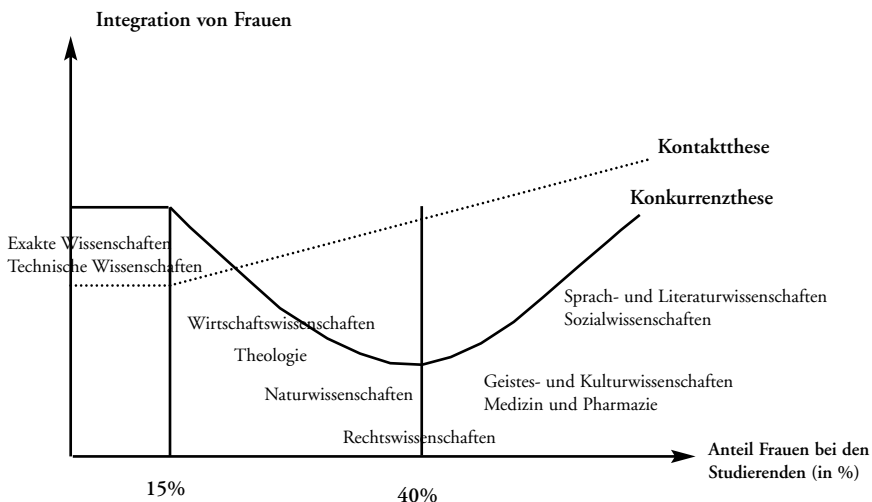 Integration von Frauen
Kontaktthese
Konkurrenzthese
Exakte Wissenschaften
Technische Wissenschaften
Sprach- und Literaturwissenschaften
Sozialwissenschaften
Wirtschaftswissenschaften
Theologie
Geistes- und Kulturwissenschaften
Medizin und Pharmazie
Naturwissenschaften
Rechtswissenschaften
Anteil Frauen bei den
Studierenden (in %)
15%
40%